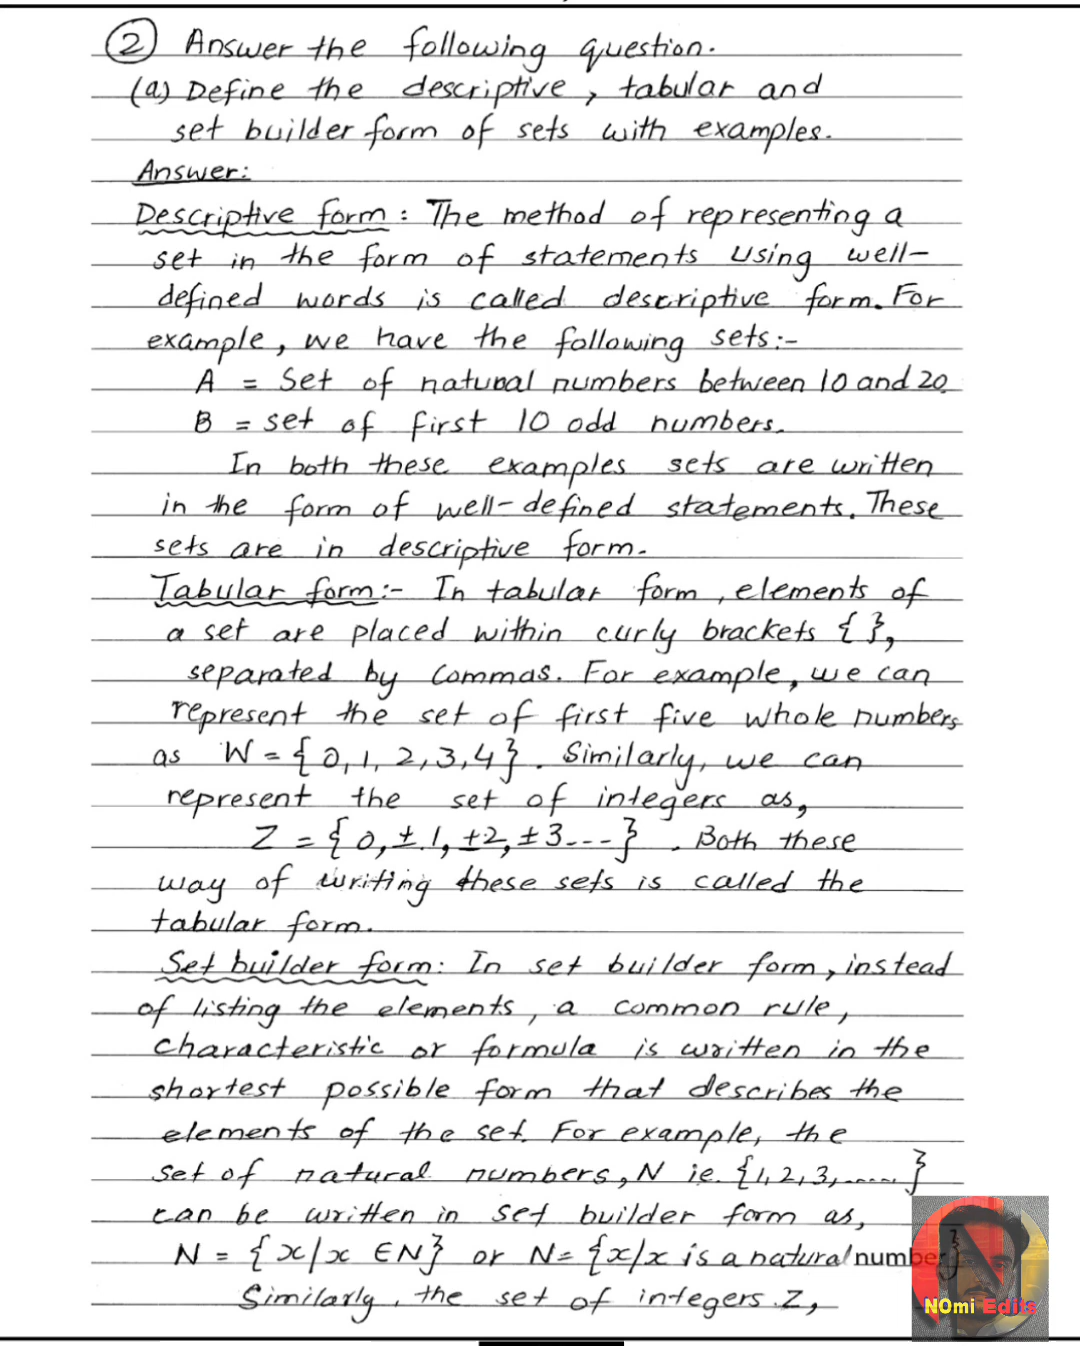 (2) Answer the following question.
(a) Define the descriptive, tabular and
set builder form of sets with examples.
Answer:
Descriptive form: The method of representing a
set in the form of statements using well-
defined words is called descriptive form. For
example, we have the following sets:-
A = Set of natural numbers between 10 and 20
B = set of first 10 odd numbers.
In both these examples sets are written
in the form of well-defined statements. These
sets are in descriptive form.
Tabular form:- In tabular form, elements of
a set are placed within curly brackets { },
separated by Commas. For example, we can
represent the set of first five whole numbers
as W = {0, 1, 2, 3, 4}. Similarly, we can
represent the set of integers as,
Z = {0, ±1, ±2, ±3---}. Both these
way of writing these sets is called the
tabular form.
Set builder form: In set builder form, instead
of listing the elements, a common rule,
characteristic or formula is written in the
shortest possible form that describes the
elements of the set. For example, the
set of natural numbers, N ie. {1, 2, 3, ......}
can be written in set builder form as,
N = {x/x ∈ N} or N = {x/x is a natural number}
Similarly, the set of integers Z,
NOmi Edits